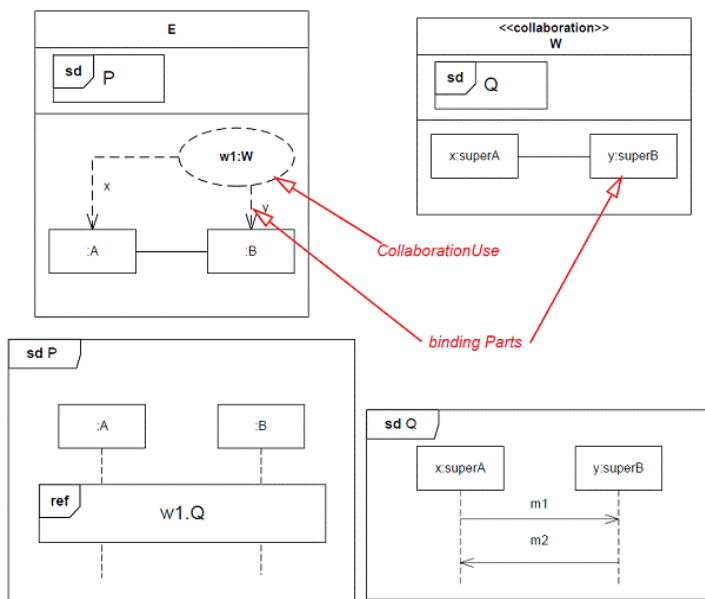 E
sd P
w1:W
x
y
:A
:B
<<collaboration>>
W
sd Q
x:superA
y:superB
CollaborationUse
binding Parts
sd P
:A
:B
ref
w1.Q
sd Q
x:superA
y:superB
m1
m2